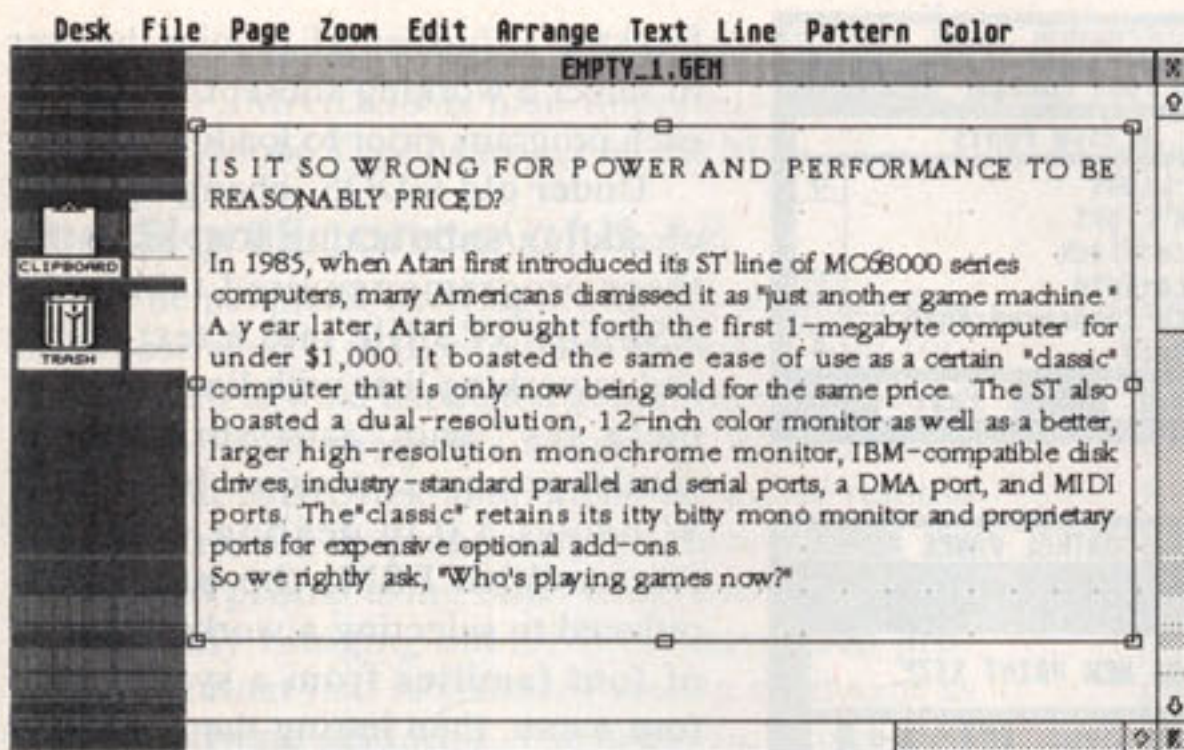 Desk File Page Zoom Edit Arrange Text Line Pattern Color
EMPTY_1.GEM
IS IT SO WRONG FOR POWER AND PERFORMANCE TO BE
REASONABLY PRICED?
In 1985, when Atari first introduced its ST line of MC68000 series
computers, many Americans dismissed it as "just another game machine."
A year later, Atari brought forth the first 1-megabyte computer for
under $1,000. It boasted the same ease of use as a certain "classic"
computer that is only now being sold for the same price. The ST also
boasted a dual-resolution, 12-inch color monitor as well as a better,
larger high-resolution monochrome monitor, IBM-compatible disk
drives, industry-standard parallel and serial ports, a DMA port, and MIDI
ports. The "classic" retains its itty bitty mono monitor and proprietary
ports for expensive optional add-ons.
So we rightly ask, "Who's playing games now?"
CLIPBOARD
TRASH